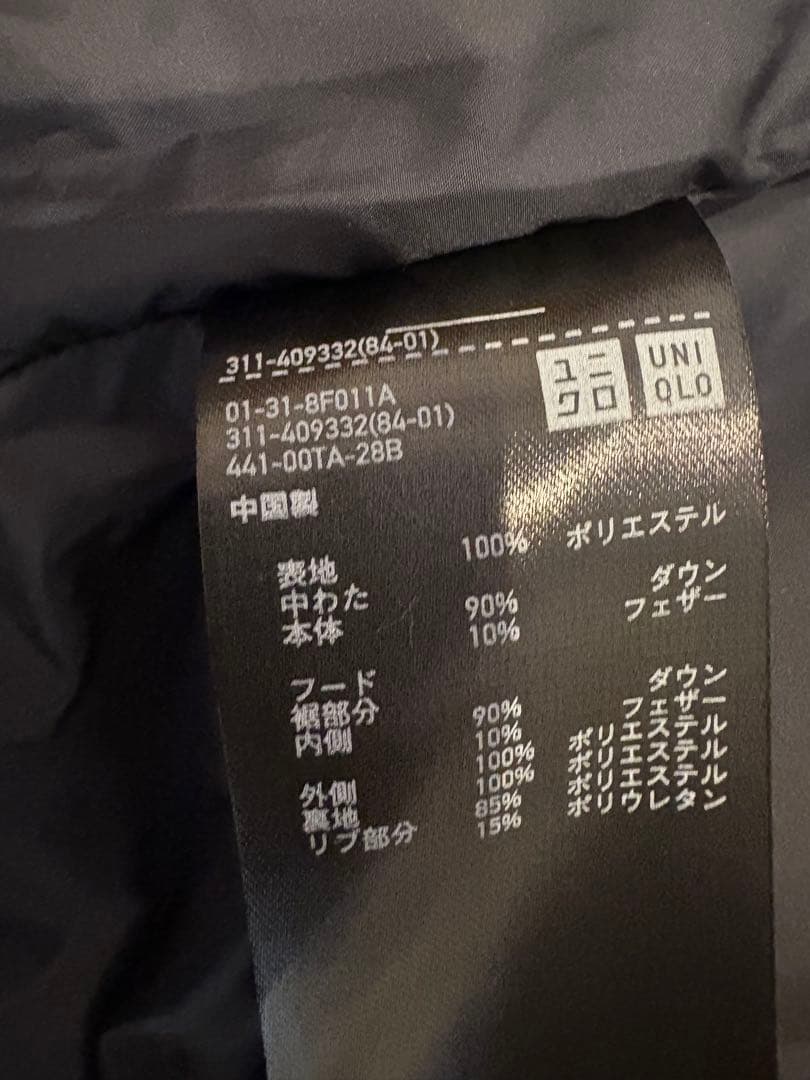 311-409332(84-01)
ユニクロ UNIQLO
01-31-8F011A
311-409332(84-01)
441-00TA-28B
中国製
表地 100% ポリエステル
中わた
本体 90% ダウン
10% フェザー
フード
裾部分
内側 90% ダウン
10% フェザー
外側 100% ポリエステル
裏地 100% ポリエステル
リブ部分 85% ポリエステル
15% ポリウレタン